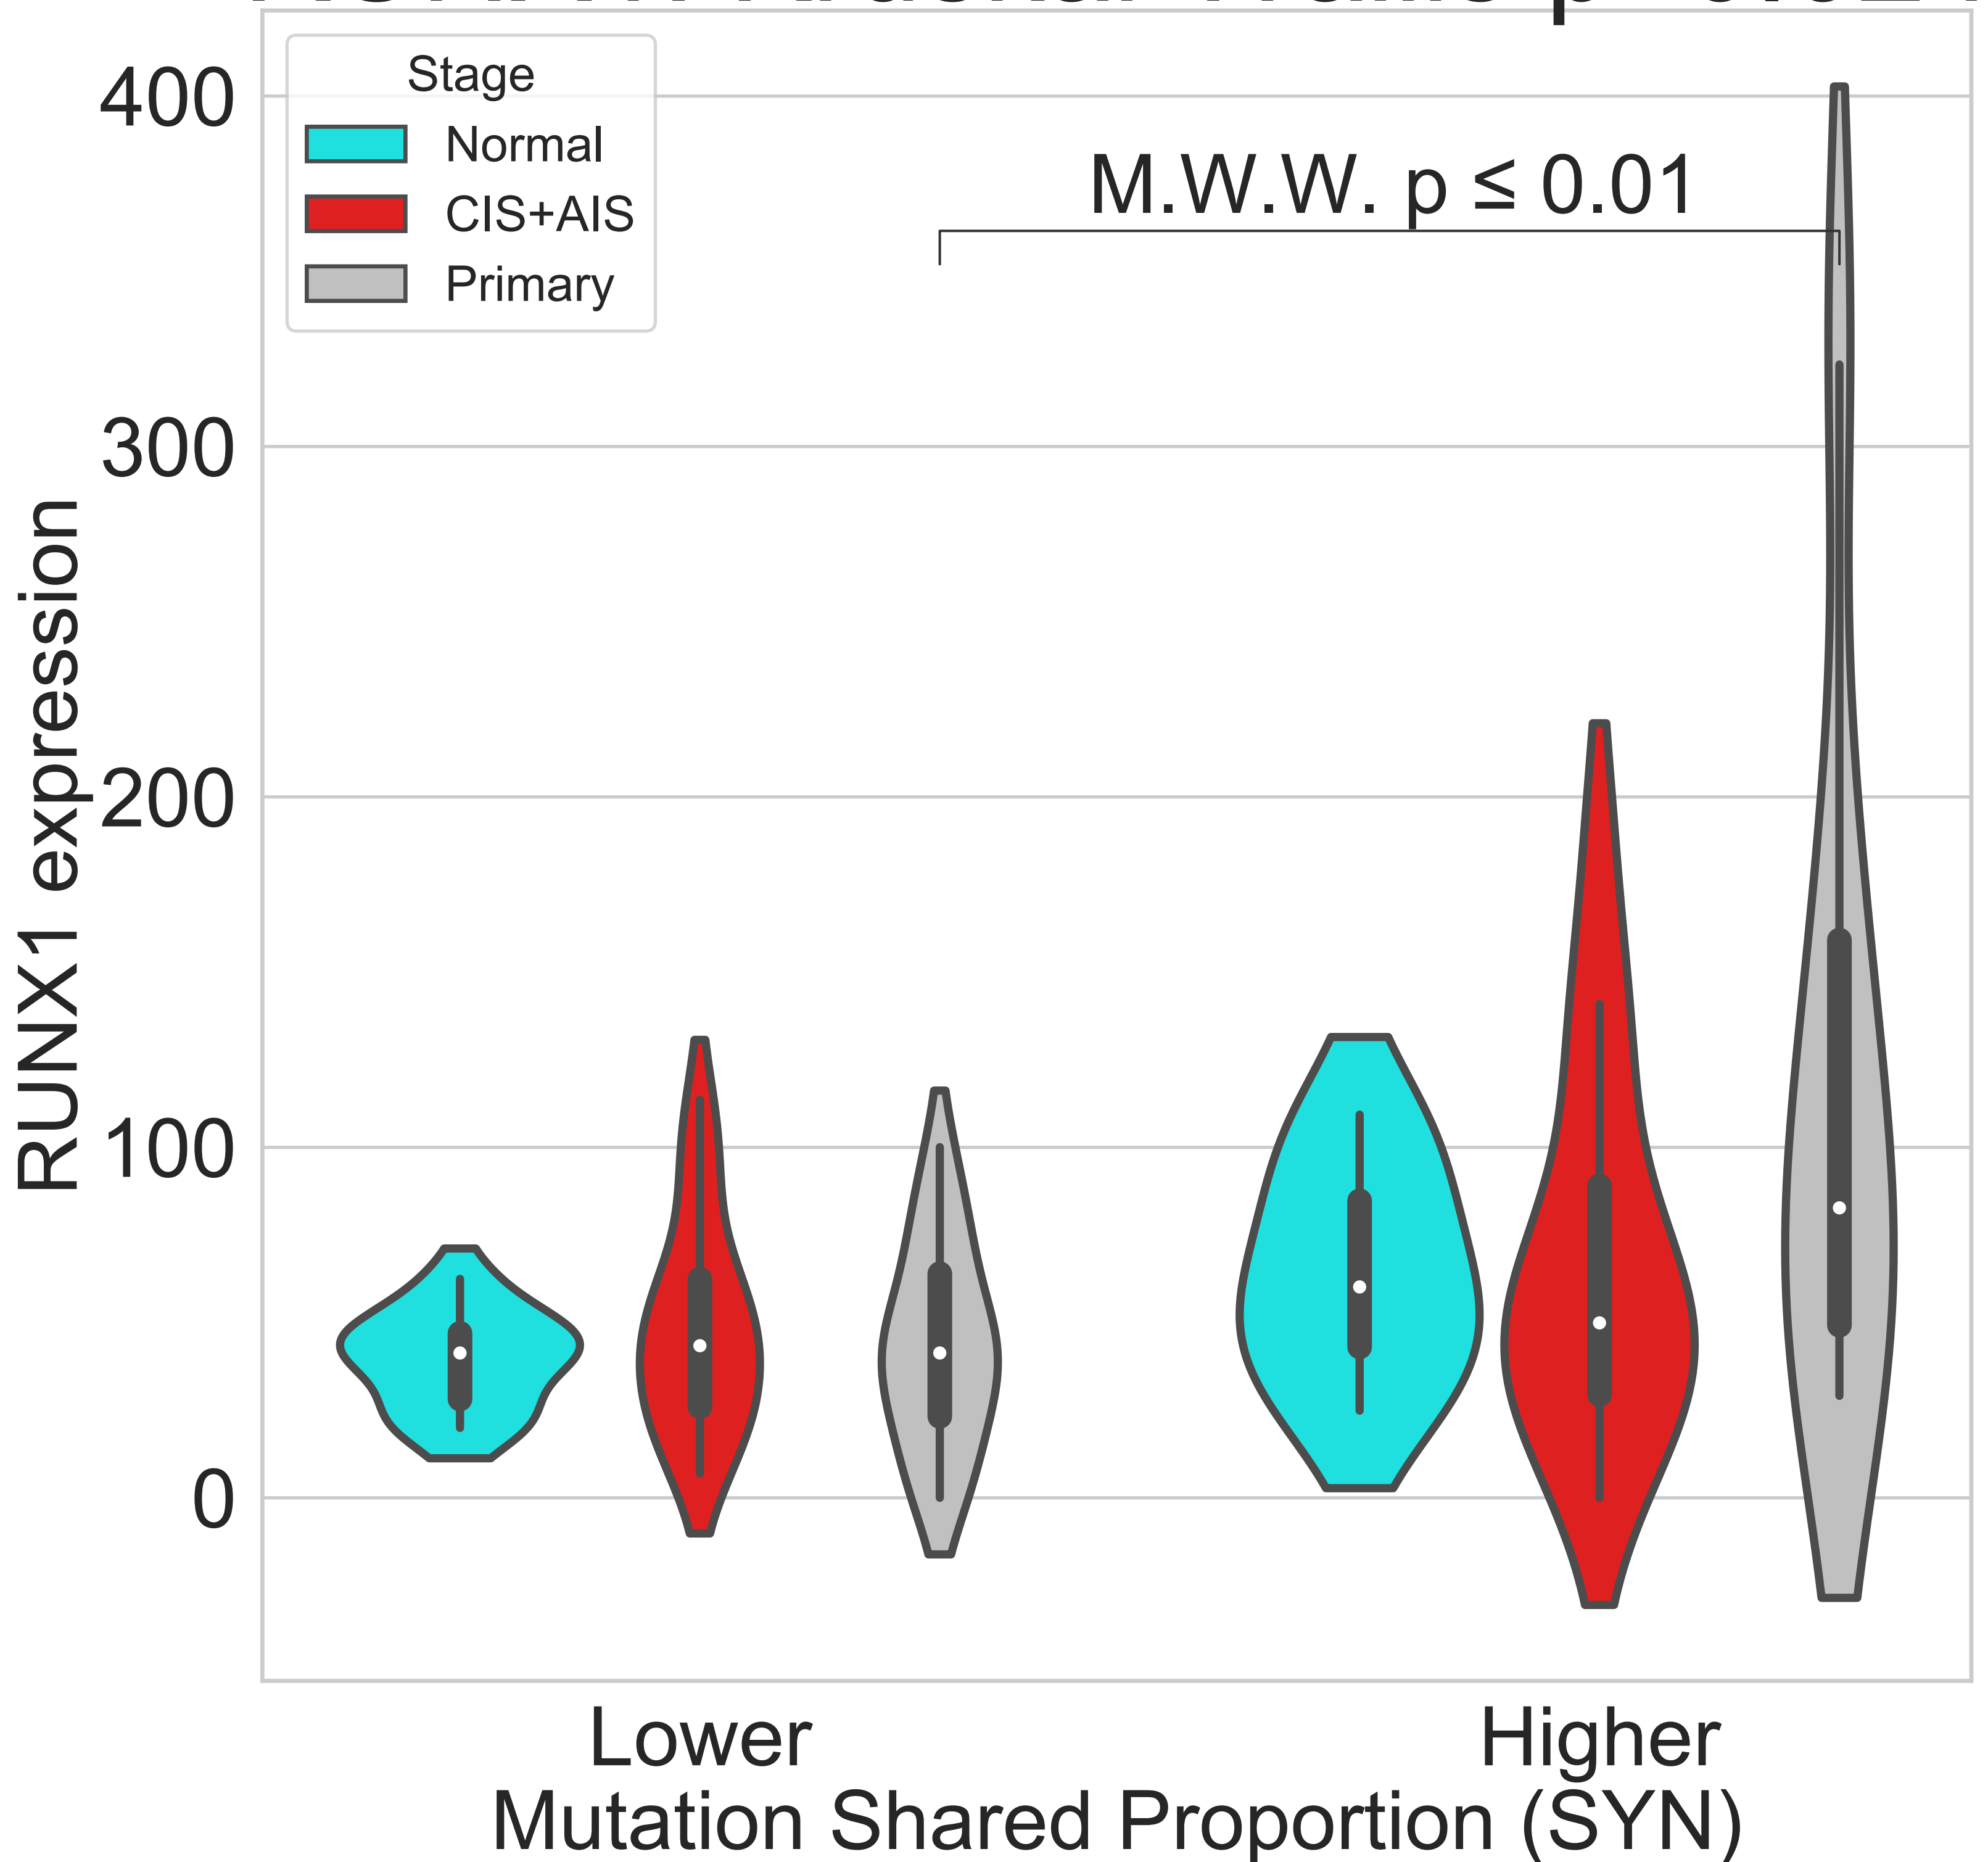 Stage
Normal
CIS+AIS
Primary
M.W.W. p ≤ 0.01
400
300
200
100
0
RUNX1 expression
Lower
Higher
Mutation Shared Proportion (SYN)